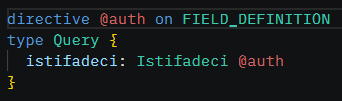 directive @auth on FIELD_DEFINITION
type Query {
  istifadeci: Istifadeci @auth
}